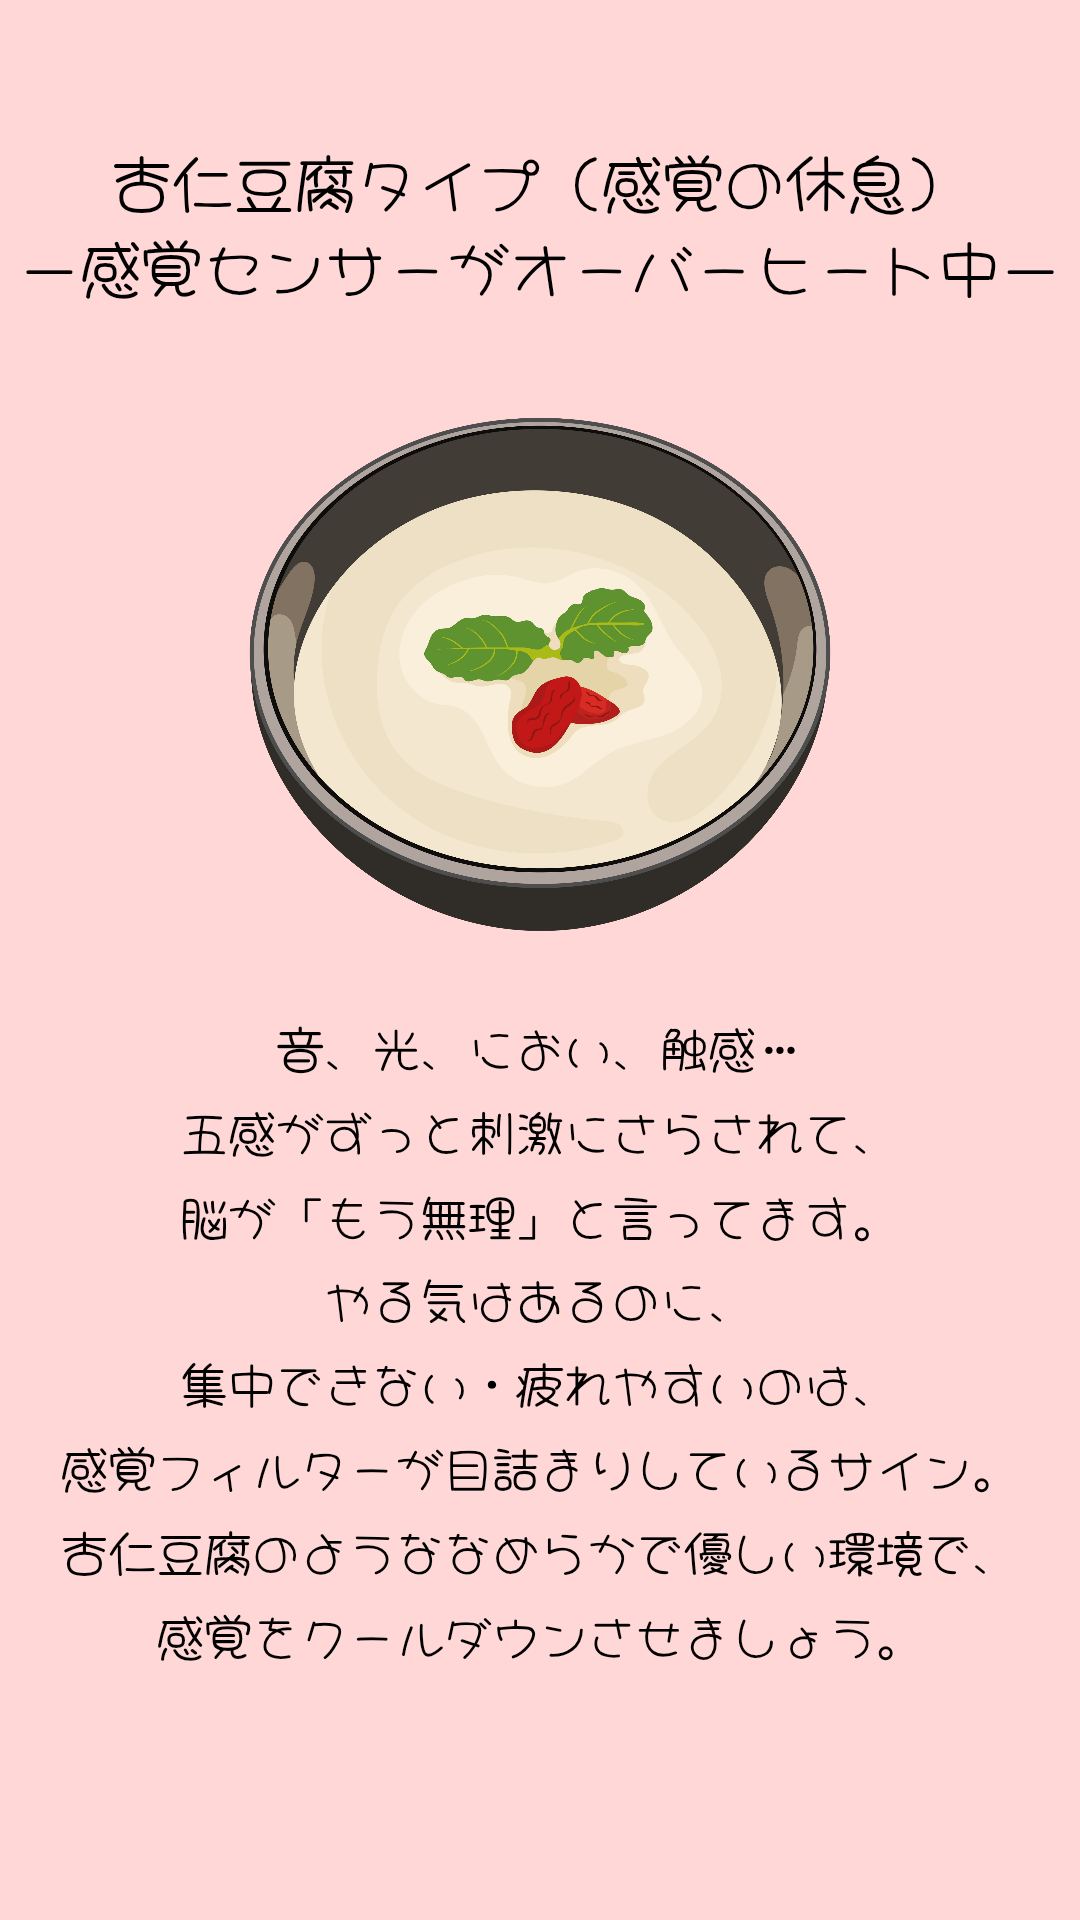 杏仁豆腐タイプ（感覚の休息）
ー感覚センサーがオーバーヒート中ー
音、光、におい、触感…
五感がずっと刺激にさらされて、
脳が「もう無理」と言ってます。
やる気はあるのに、
集中できない・疲れやすいのは、
感覚フィルターが目詰まりしているサイン。
杏仁豆腐のようななめらかで優しい環境で、
感覚をクールダウンさせましょう。